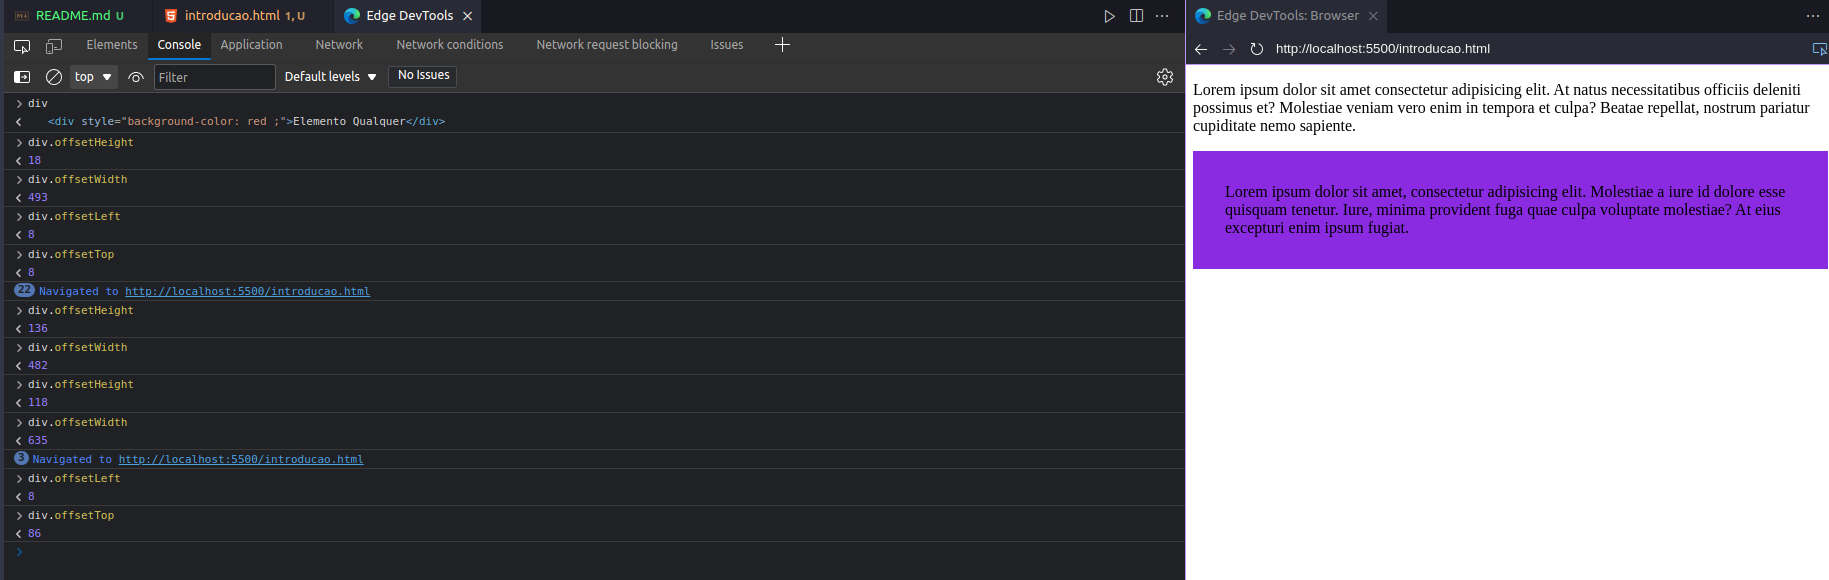 README.md U
introducao.html 1, U
Edge DevTools
Elements Console Application Network Network conditions Network request blocking Issues
top Filter Default levels No Issues
div
<div style="background-color: red ;">Elemento Qualquer</div>
div.offsetHeight
18
div.offsetWidth
493
div.offsetLeft
8
div.offsetTop
8
22 Navigated to http://localhost:5500/introducao.html
div.offsetHeight
136
div.offsetWidth
482
div.offsetHeight
118
div.offsetWidth
635
3 Navigated to http://localhost:5500/introducao.html
div.offsetLeft
8
div.offsetTop
86
Edge DevTools: Browser
http://localhost:5500/introducao.html
Lorem ipsum dolor sit amet consectetur adipisicing elit. At natus necessitatibus officiis deleniti
possimus et? Molestiae veniam vero enim in tempora et culpa? Beatae repellat, nostrum pariatur
cupiditate nemo sapiente.
Lorem ipsum dolor sit amet, consectetur adipisicing elit. Molestiae a iure id dolore esse
quisquam tenetur. Iure, minima provident fuga quae culpa voluptate molestiae? At eius
excepturi enim ipsum fugiat.